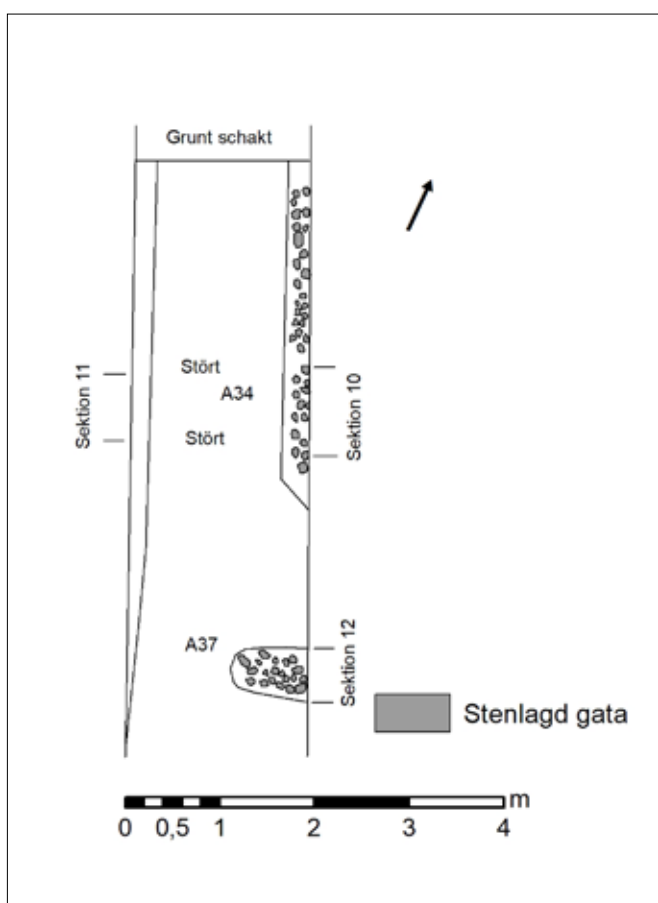 Grunt schakt
Stört
A34
Sektion 11
Sektion 10
Stört
A37
Sektion 12
Stenlagd gata
m
0 0,5 1 2 3 4